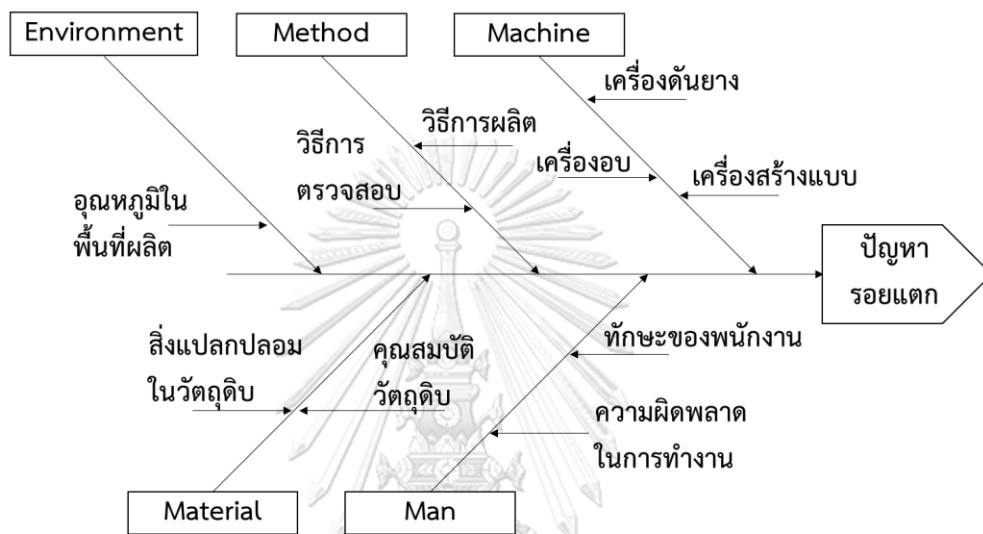 Environment
Method
Machine
เครื่องดันยาง
วิธีการผลิต
วิธีการ
ตรวจสอบ
เครื่องอบ
เครื่องสร้างแบบ
อุณหภูมิใน
พื้นที่ผลิต
ปัญหา
รอยแตก
สิ่งแปลกปลอม
ในวัตถุดิบ
คุณสมบัติ
วัตถุดิบ
ทักษะของพนักงาน
ความผิดพลาด
ในการทำงาน
Material
Man